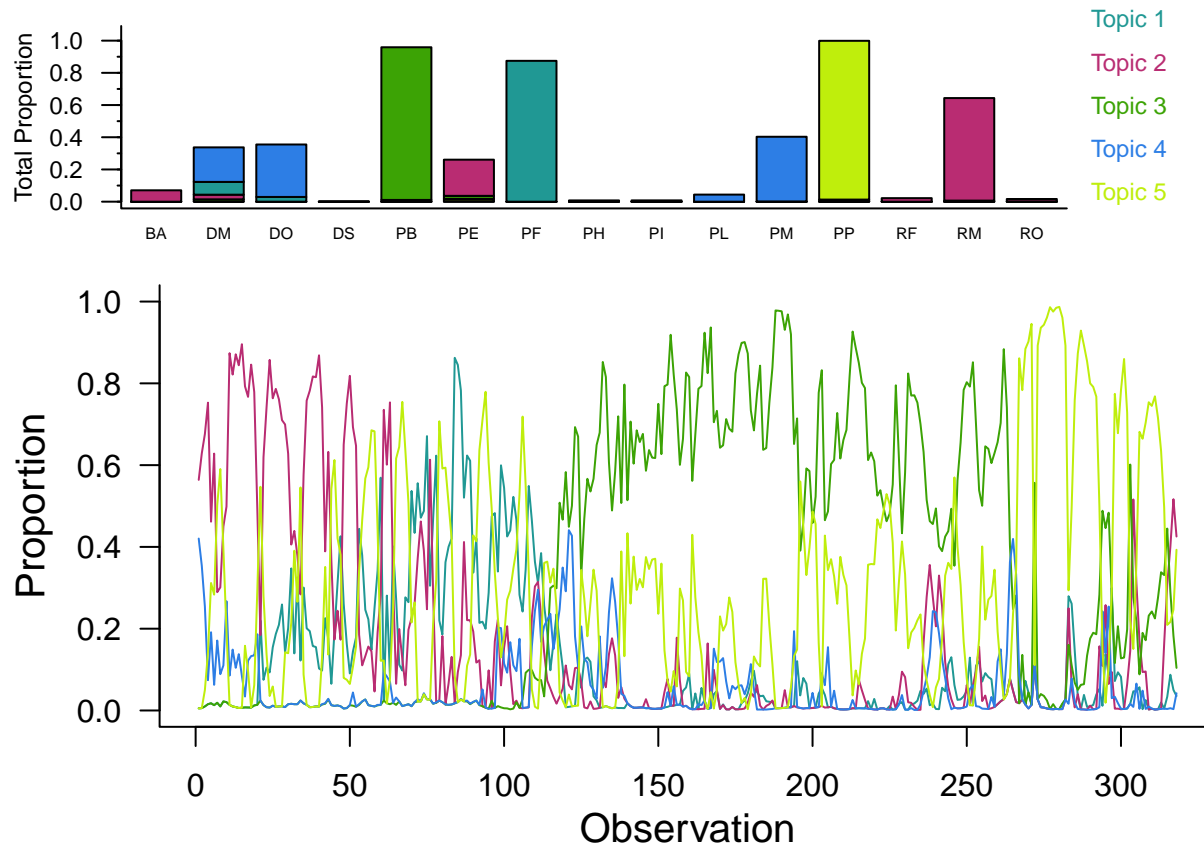 Topic 1
Topic 2
Topic 3
Topic 4
Topic 5
Total Proportion
1.0
0.8
0.6
0.4
0.2
0.0
BA DM DO DS PB PE PF PH PI PL PM PP RF RM RO
Proportion
1.0
0.8
0.6
0.4
0.2
0.0
0 50 100 150 200 250 300
Observation